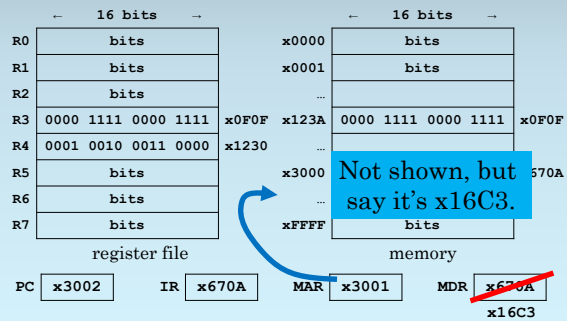 ← 16 bits → ← 16 bits →
R0 bits x0000 bits
R1 bits x0001 bits
R2 bits …
R3 0000 1111 0000 1111 x0F0F x123A 0000 1111 0000 1111 x0F0F
R4 0001 0010 0011 0000 x1230 …
R5 bits x3000 Not shown, but 670A
R6 bits … say it's x16C3.
R7 bits xFFFF bits
register file memory
PC x3002 IR x670A MAR x3001 MDR x670A
x16C3